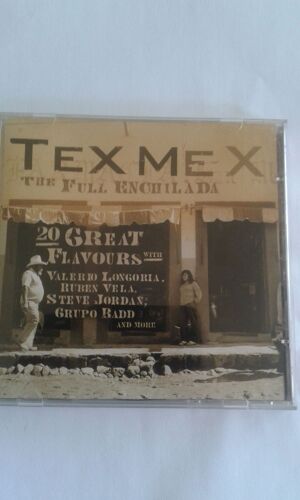 TEX MEX
THE FULL ENCHILADA
20 GREAT
FLAVOURS WITH
VALERIO LONGORIA,
RUBEN VELA,
STEVE JORDAN,
GRUPO BADD
AND MORE